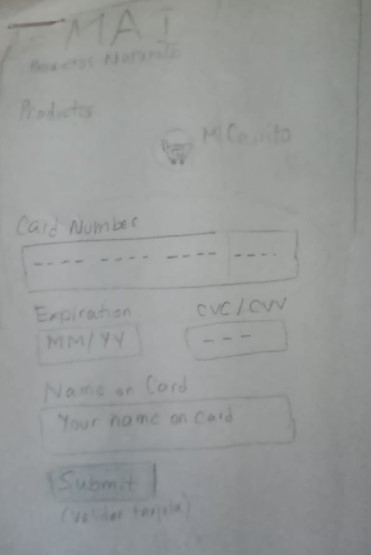 MAI
Productos
Mi Carrito
Card Number
---- ---- ---- ----
Expiration CVC/CVV
MM/YY ---
Name on Card
Your name on card
Submit
(Validar tarjeta)